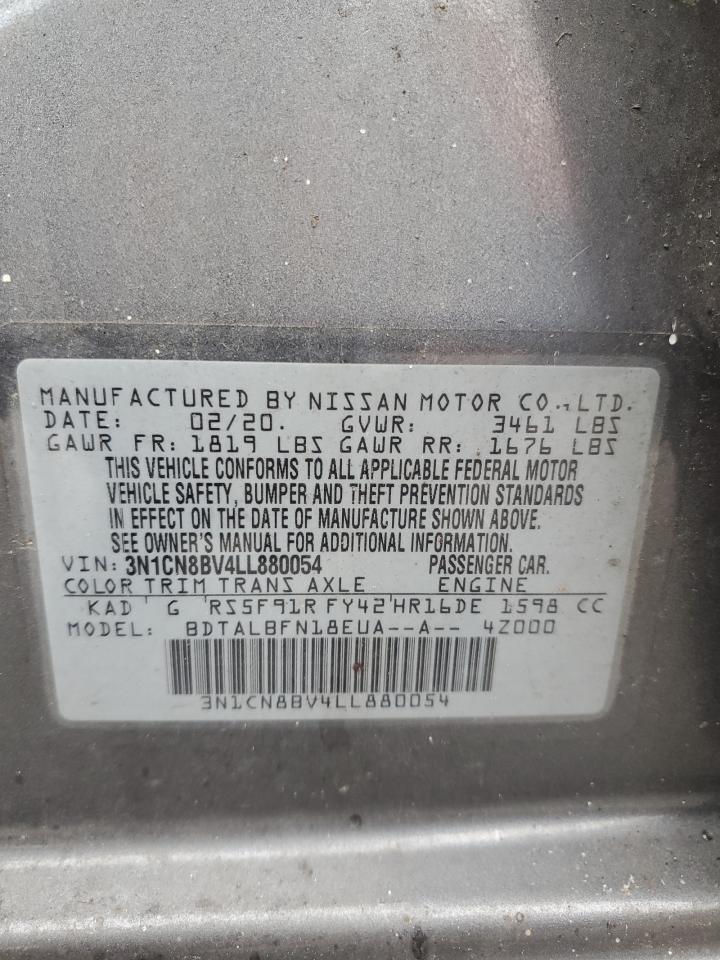 MANUFACTURED BY NISSAN MOTOR CO., LTD.
DATE: 02/20. GVWR: 3461 LBS
GAWR FR: 1819 LBS GAWR RR: 1676 LBS
THIS VEHICLE CONFORMS TO ALL APPLICABLE FEDERAL MOTOR
VEHICLE SAFETY, BUMPER AND THEFT PREVENTION STANDARDS
IN EFFECT ON THE DATE OF MANUFACTURE SHOWN ABOVE.
SEE OWNER'S MANUAL FOR ADDITIONAL INFORMATION.
VIN: 3N1CN8BV4LL880054 PASSENGER CAR.
COLOR TRIM TRANS AXLE ENGINE
KAD G RS5F91R FY42 HR16DE 1598 CC
MODEL: BDTALBFN18EUA--A-- 4Z000
3N1CN8BV4LL880054